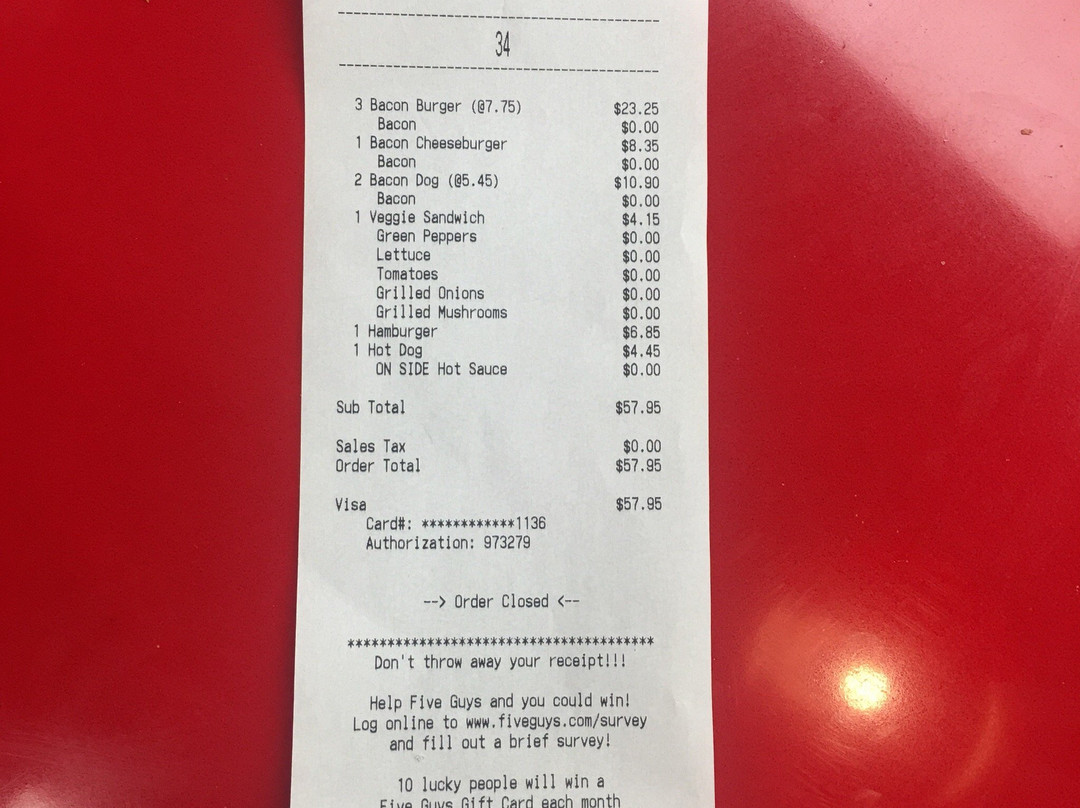 ----------------------------------------
34
----------------------------------------
3 Bacon Burger (@7.75) $23.25
Bacon $0.00
1 Bacon Cheeseburger $8.35
Bacon $0.00
2 Bacon Dog (@5.45) $10.90
Bacon $0.00
1 Veggie Sandwich $4.15
Green Peppers $0.00
Lettuce $0.00
Tomatoes $0.00
Grilled Onions $0.00
Grilled Mushrooms $0.00
1 Hamburger $6.85
1 Hot Dog $4.45
ON SIDE Hot Sauce $0.00
Sub Total $57.95
Sales Tax $0.00
Order Total $57.95
Visa $57.95
Card#: ************1136
Authorization: 973279
--> Order Closed <--
****************************************
Don't throw away your receipt!!!
Help Five Guys and you could win!
Log online to www.fiveguys.com/survey
and fill out a brief survey!
10 lucky people will win a
Five Guys Gift Card each month